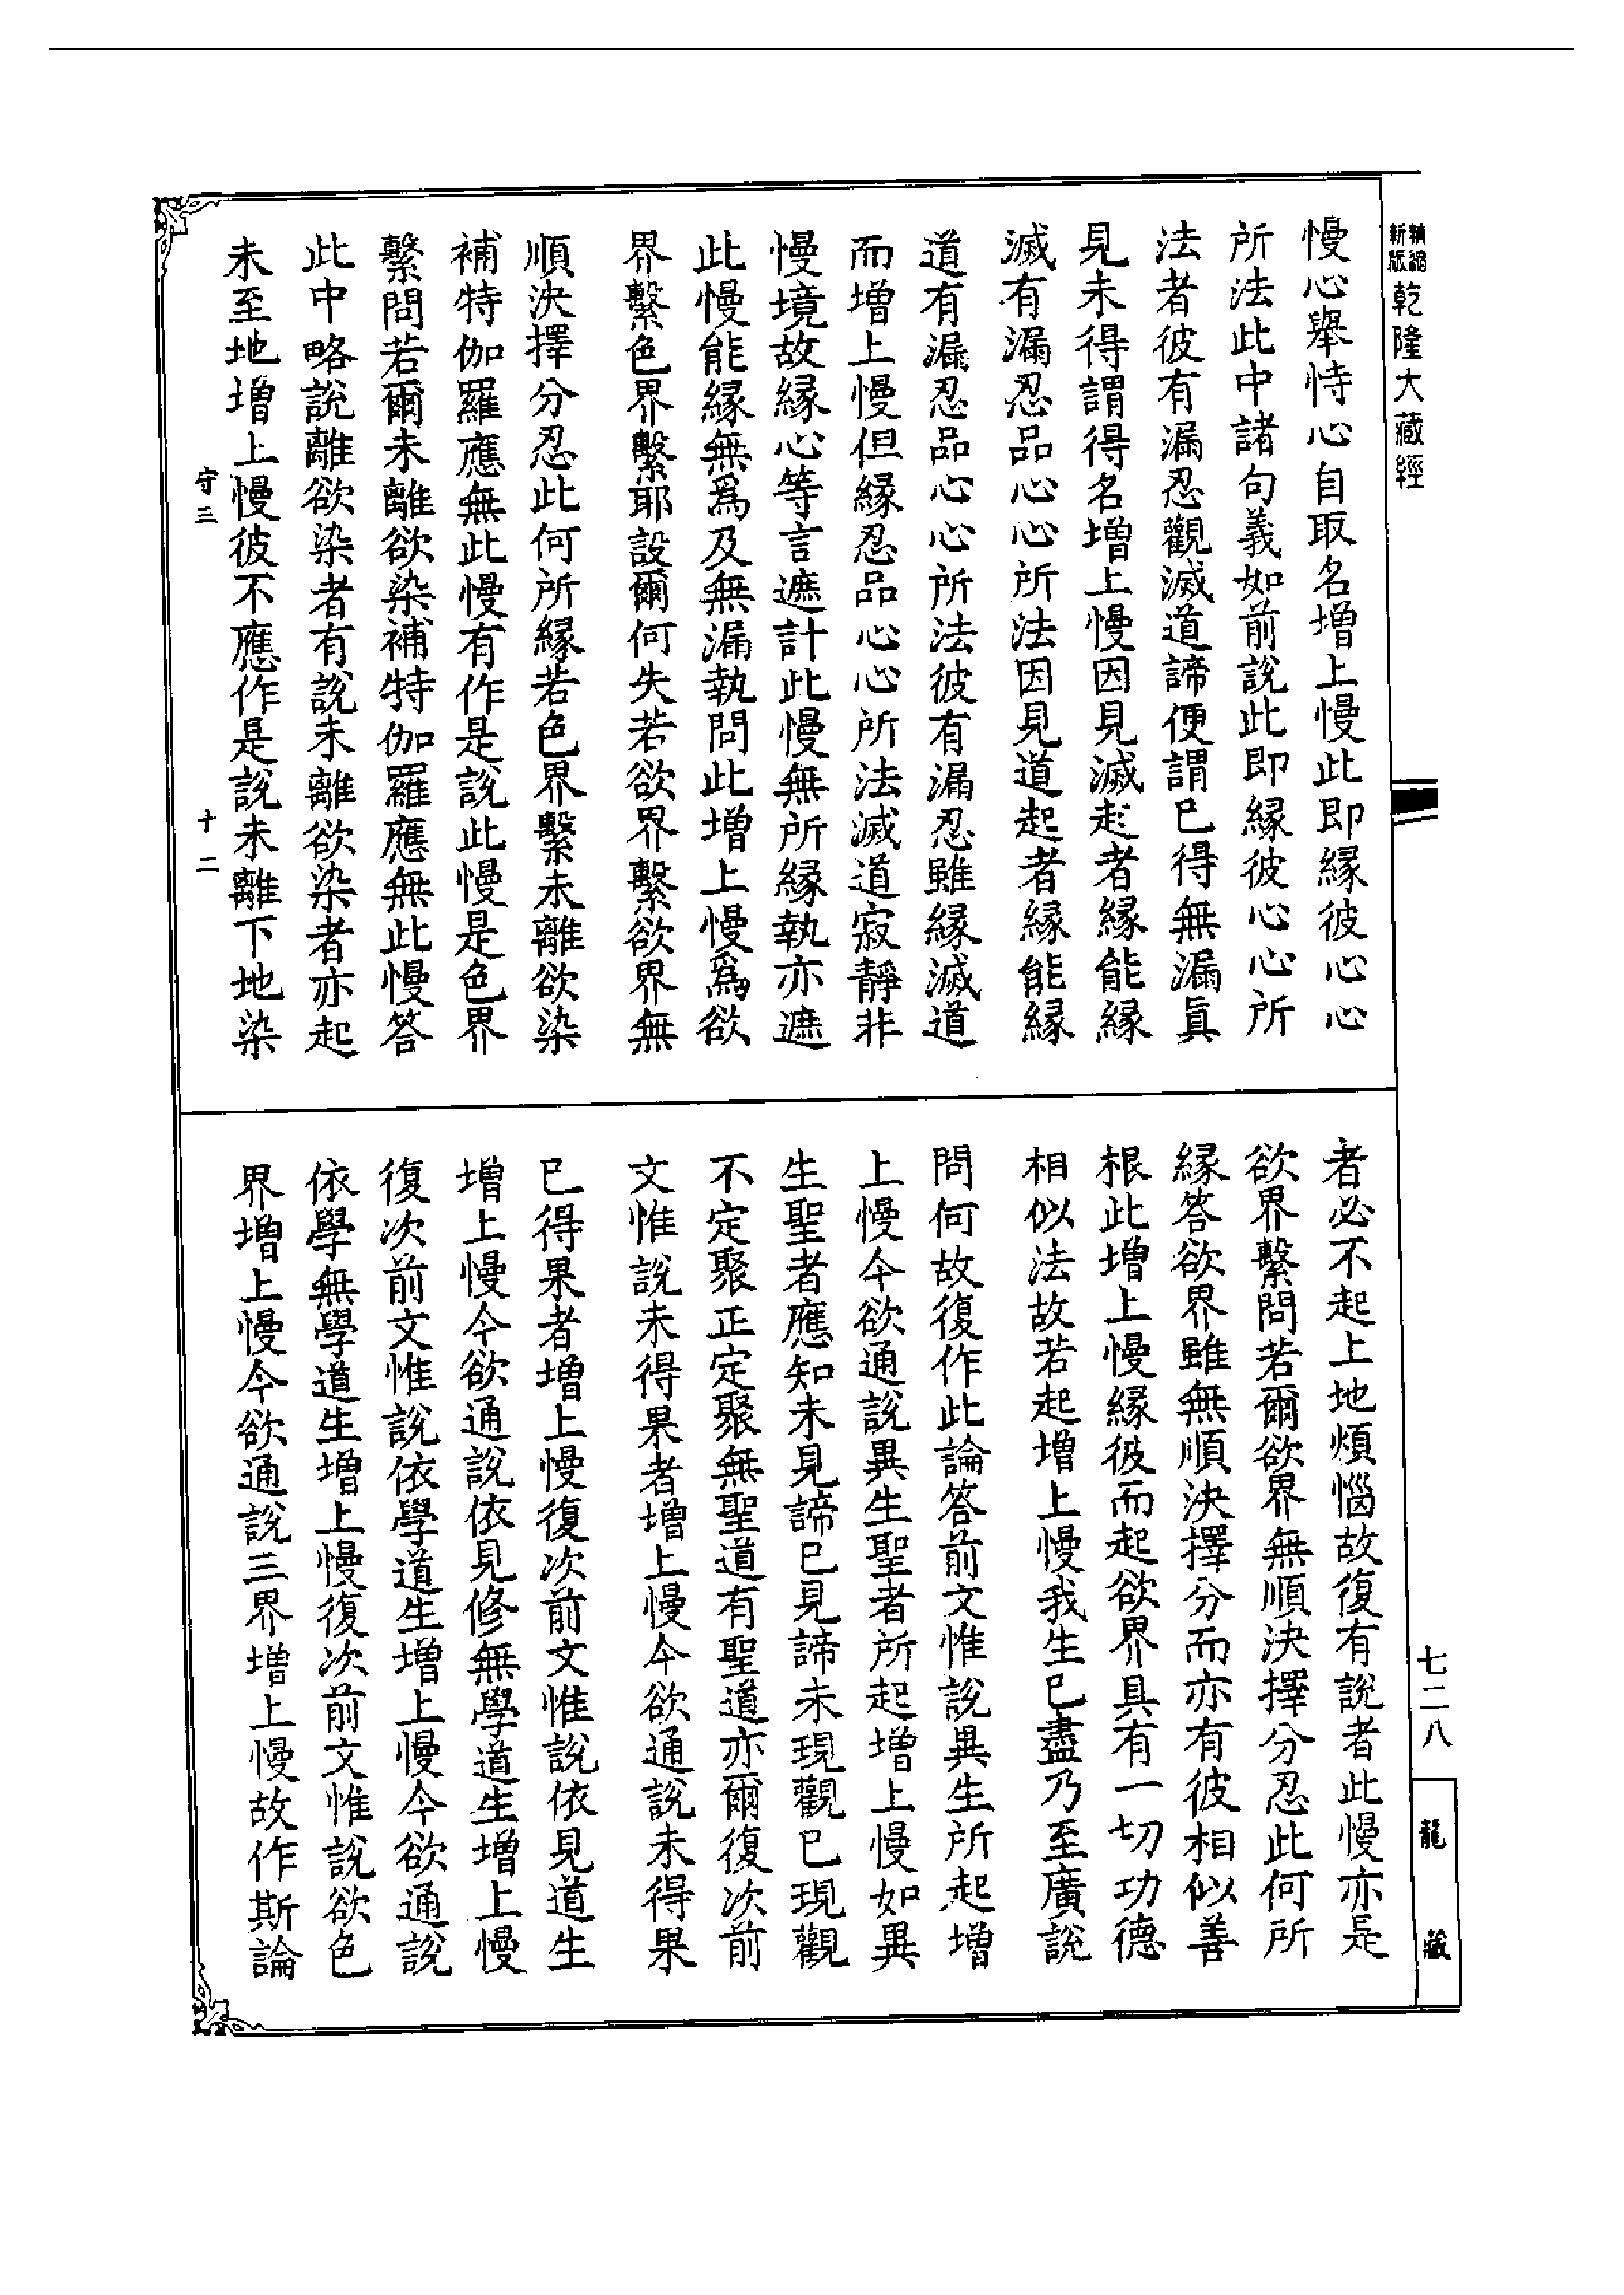 精縮新版乾隆大藏經
慢心舉恃心自取名增上慢此即緣彼心心
所法此中諸句義如前說此即緣彼心心所
法者彼有漏忍觀滅道諦便謂已得無漏真
見未得謂得名增上慢因見滅起者緣能緣
滅有漏忍品心心所法因見道起者緣能緣
道有漏忍品心心所法彼有漏忍雖緣滅道
而增上慢但緣忍品心心所法滅道寂靜非
慢境故緣心等言遮計此慢無所緣執亦遮
此慢能緣無為及無漏執問此增上慢為欲
界繫色界繫耶設爾何失若欲界繫欲界無
順決擇分忍此何所緣若色界繫未離欲染
補特伽羅應無此慢有作是說此慢是色界
繫問若爾未離欲染補特伽羅應無此慢答
此中略說離欲染者有說未離欲染者亦起
未至地增上慢彼不應作是說未離下地染
守三 十二
者必不起上地煩惱故復有說者此慢亦是
欲界繫問若爾欲界無順決擇分忍此何所
緣答欲界雖無順決擇分而亦有彼相似善
根此增上慢緣彼而起欲界具有一切功德
相似法故若起增上慢我生已盡乃至廣說
問何故復作此論答前文惟說異生所起增
上慢今欲通說異生聖者所起增上慢如異
生聖者應知未見諦已見諦未現觀已現觀
不定聚正定聚無聖道有聖道亦爾復次前
文惟說未得果者增上慢今欲通說未得果
已得果者增上慢復次前文惟說依見道生
增上慢今欲通說依見修無學道生增上慢
復次前文惟說依學道生增上慢今欲通說
依學無學道生增上慢復次前文惟說欲色
界增上慢今欲通說三界增上慢故作斯論
七二八
龍藏